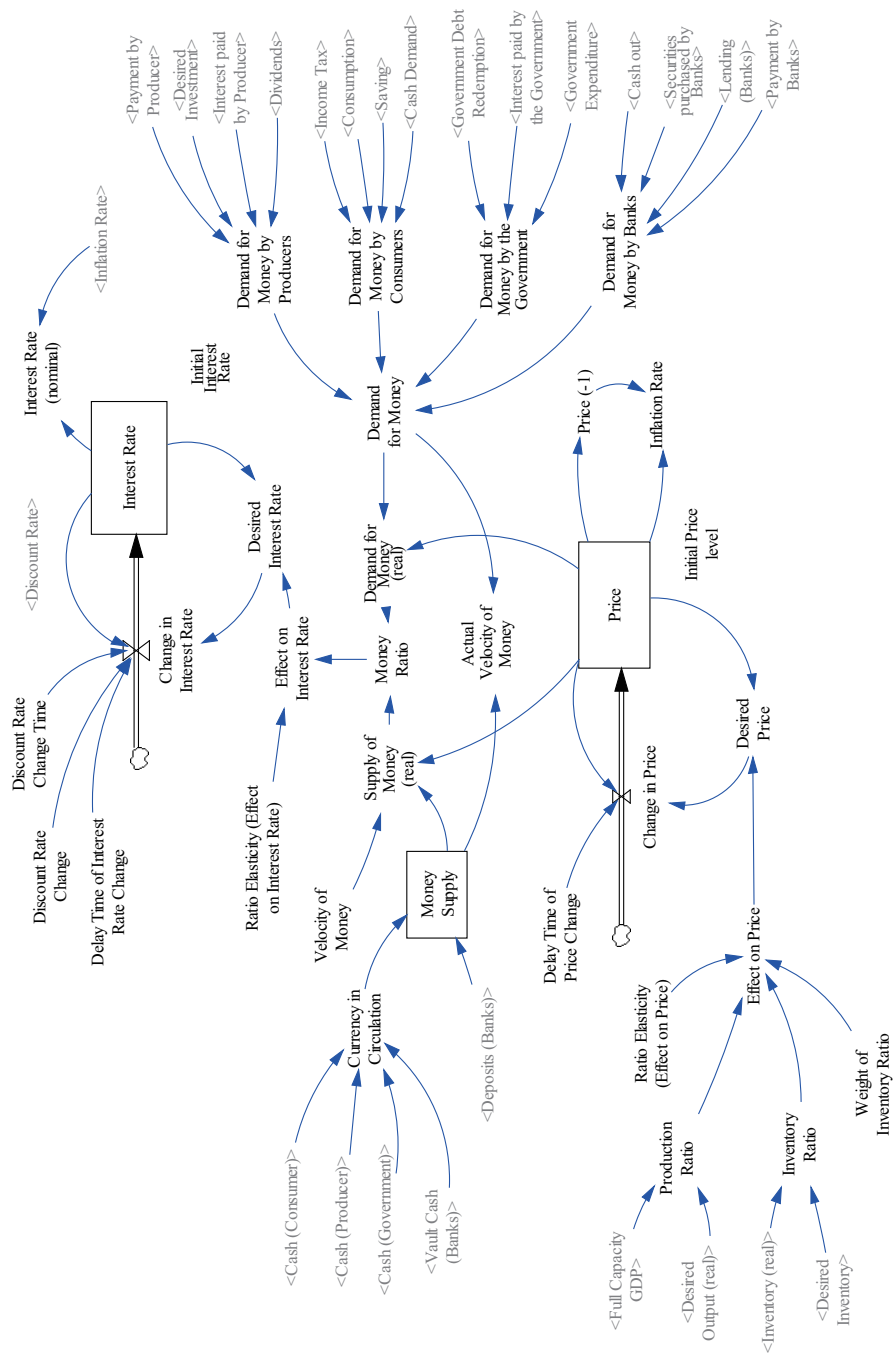 <Discount Rate>
Discount Rate
Change Time
Discount Rate
Change
Delay Time of Interest
Rate Change
Change in
Interest Rate
Interest Rate
Interest Rate
(nominal)
<Inflation Rate>
Initial
Interest
Rate
Desired
Interest Rate
Ratio Elasticity (Effect
on Interest Rate)
Effect on
Interest Rate
<Payment by
Producer>
<Desired
Investment>
<Interest paid
by Producer>
<Dividends>
Demand for
Money by
Producers
<Income Tax>
<Consumption>
<Saving>
<Cash Demand>
Demand for
Money by
Consumers
<Government Debt
Redemption>
<Interest paid by
the Government>
<Government
Expenditure>
Demand for
Money by the
Government
<Cash out>
<Securities
purchased by
Banks>
<Lending
(Banks)>
<Payment by
Banks>
Demand for
Money by Banks
Demand
for Money
Demand for
Money
(real)
Money
Ratio
Supply of
Money
(real)
Velocity of
Money
Actual
Velocity of
Money
Money
Supply
Currency in
Circulation
<Cash (Consumer)>
<Cash (Producer)>
<Cash (Government)>
<Vault Cash
(Banks)>
<Deposits (Banks)>
Price (-1)
Inflation Rate
Price
Initial Price
level
Delay Time of
Price Change
Change in Price
Desired
Price
Ratio Elasticity
(Effect on Price)
Effect on Price
<Full Capacity
GDP>
<Desired
Output (real)>
Production
Ratio
<Inventory (real)>
<Desired
Inventory>
Inventory
Ratio
Weight of
Inventory Ratio